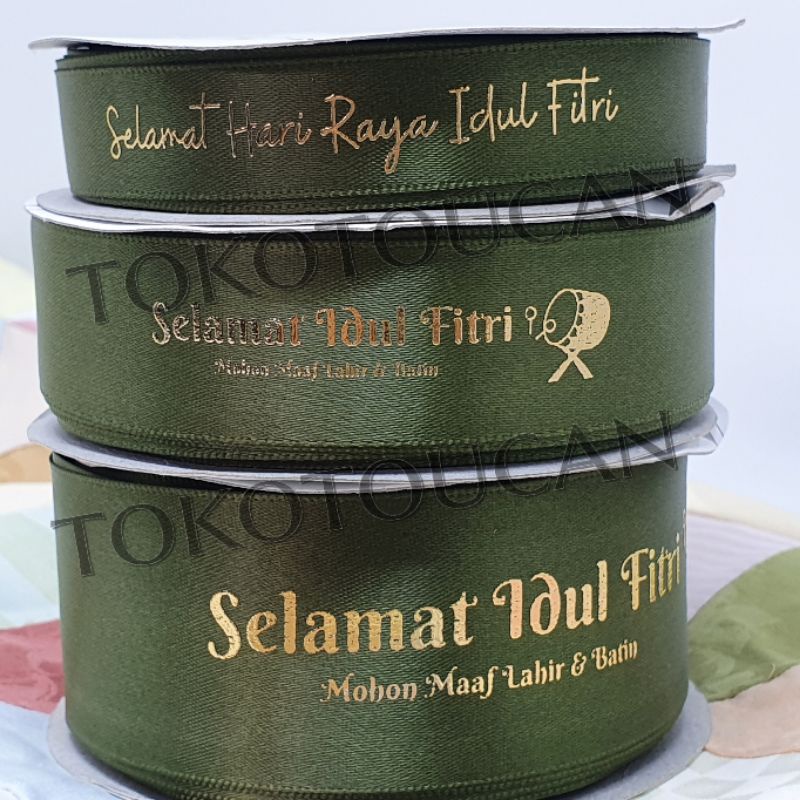 Selamat Hari Raya Idul Fitri
TOKOTOUCAN
Selamat Idul Fitri
Mohon Maaf Lahir & Batin
TOKOTOUCAN
Selamat Idul Fitri
Mohon Maaf Lahir & Batin